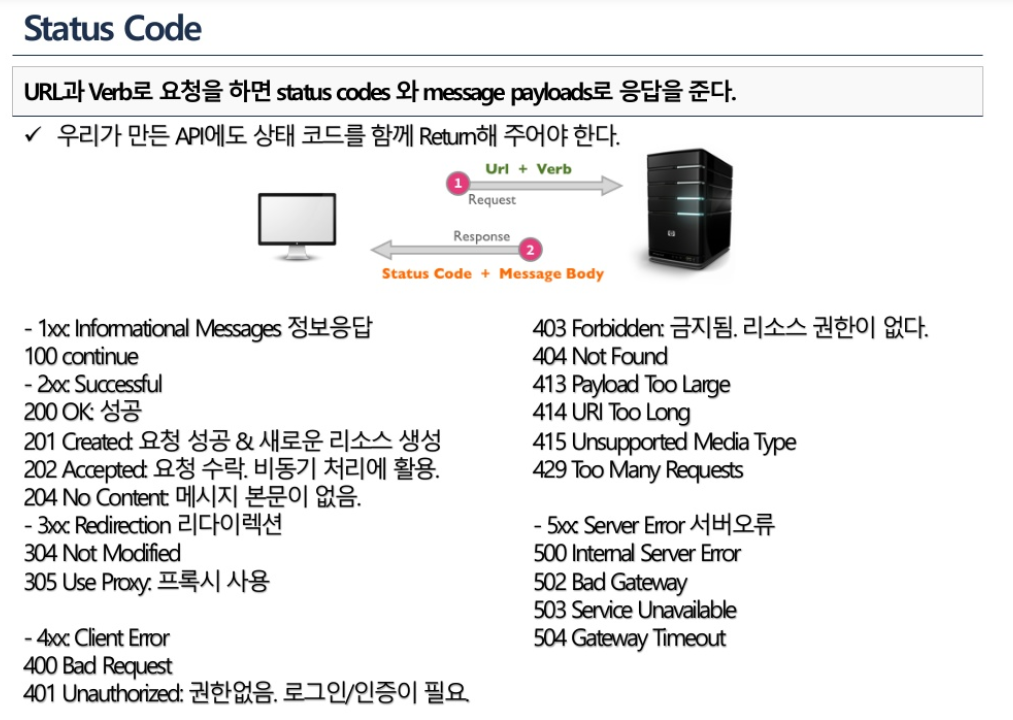 Status Code
URL과 Verb로 요청을 하면 status codes 와 message payloads로 응답을 준다.
✓ 우리가 만든 API에도 상태 코드를 함께 Return해 주어야 한다.
Url + Verb
1
Request
Response
2
Status Code + Message Body
hp
- 1xx: Informational Messages 정보응답
100 continue
- 2xx: Successful
200 OK: 성공
201 Created: 요청 성공 & 새로운 리소스 생성
202 Accepted: 요청 수락. 비동기 처리에 활용.
204 No Content: 메시지 본문이 없음.
- 3xx: Redirection 리다이렉션
304 Not Modified
305 Use Proxy: 프록시 사용
- 4xx: Client Error
400 Bad Request
401 Unauthorized: 권한없음. 로그인/인증이 필요.
403 Forbidden: 금지됨. 리소스 권한이 없다.
404 Not Found
413 Payload Too Large
414 URI Too Long
415 Unsupported Media Type
429 Too Many Requests
- 5xx: Server Error 서버오류
500 Internal Server Error
502 Bad Gateway
503 Service Unavailable
504 Gateway Timeout